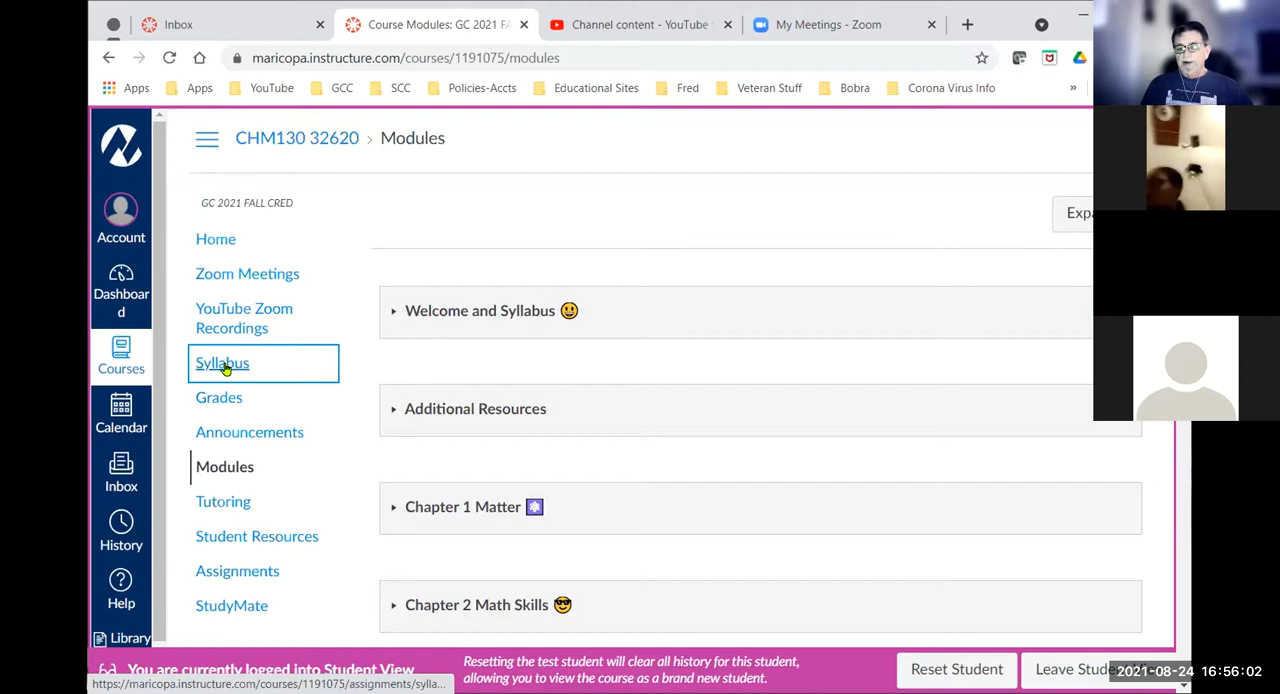 Inbox
Course Modules: GC 2021 FA
Channel content - YouTube
My Meetings - Zoom
maricopa.instructure.com/courses/1191075/modules
Apps
Apps
YouTube
GCC
SCC
Policies-Accts
Educational Sites
Fred
Veteran Stuff
Bobra
Corona Virus Info
»
CHM130 32620 › Modules
GC 2021 FALL CRED
Account
Dashboar
d
Courses
Calendar
Inbox
History
Help
Library
Home
Zoom Meetings
YouTube Zoom
Recordings
Syllabus
Grades
Announcements
Modules
Tutoring
Student Resources
Assignments
StudyMate
Expa
Welcome and Syllabus 😃
Additional Resources
Chapter 1 Matter ⚛
Chapter 2 Math Skills 😎
You are currently logged into Student View
Resetting the test student will clear all history for this student,
allowing you to view the course as a brand new student.
Reset Student
Leave Stude
https://maricopa.instructure.com/courses/1191075/assignments/sylla...
2021-08-24 16:56:02